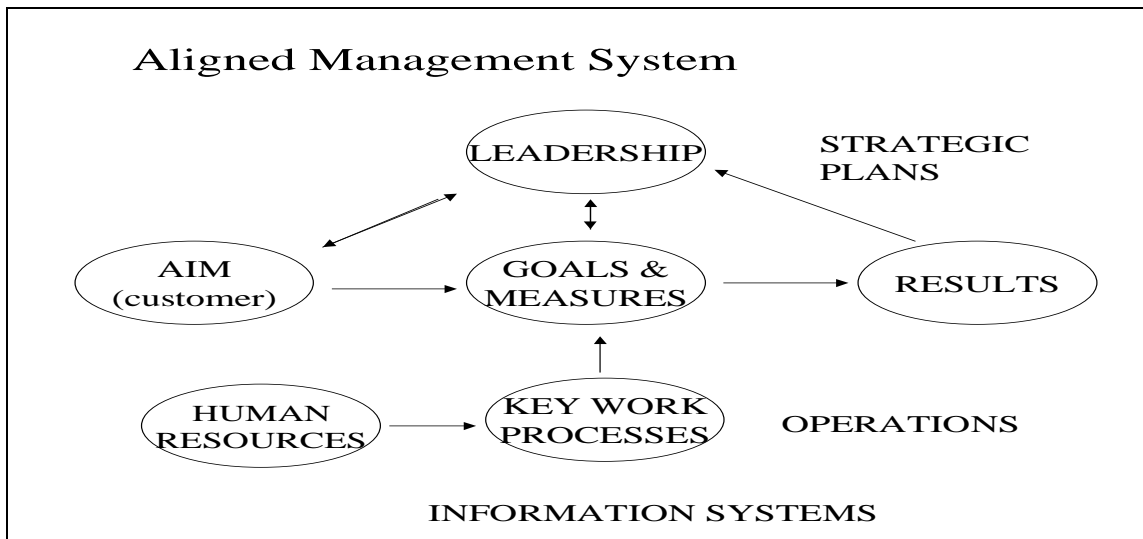 Aligned Management System
LEADERSHIP
STRATEGIC
PLANS
AIM
(customer)
GOALS &
MEASURES
RESULTS
HUMAN
RESOURCES
KEY WORK
PROCESSES
OPERATIONS
INFORMATION SYSTEMS